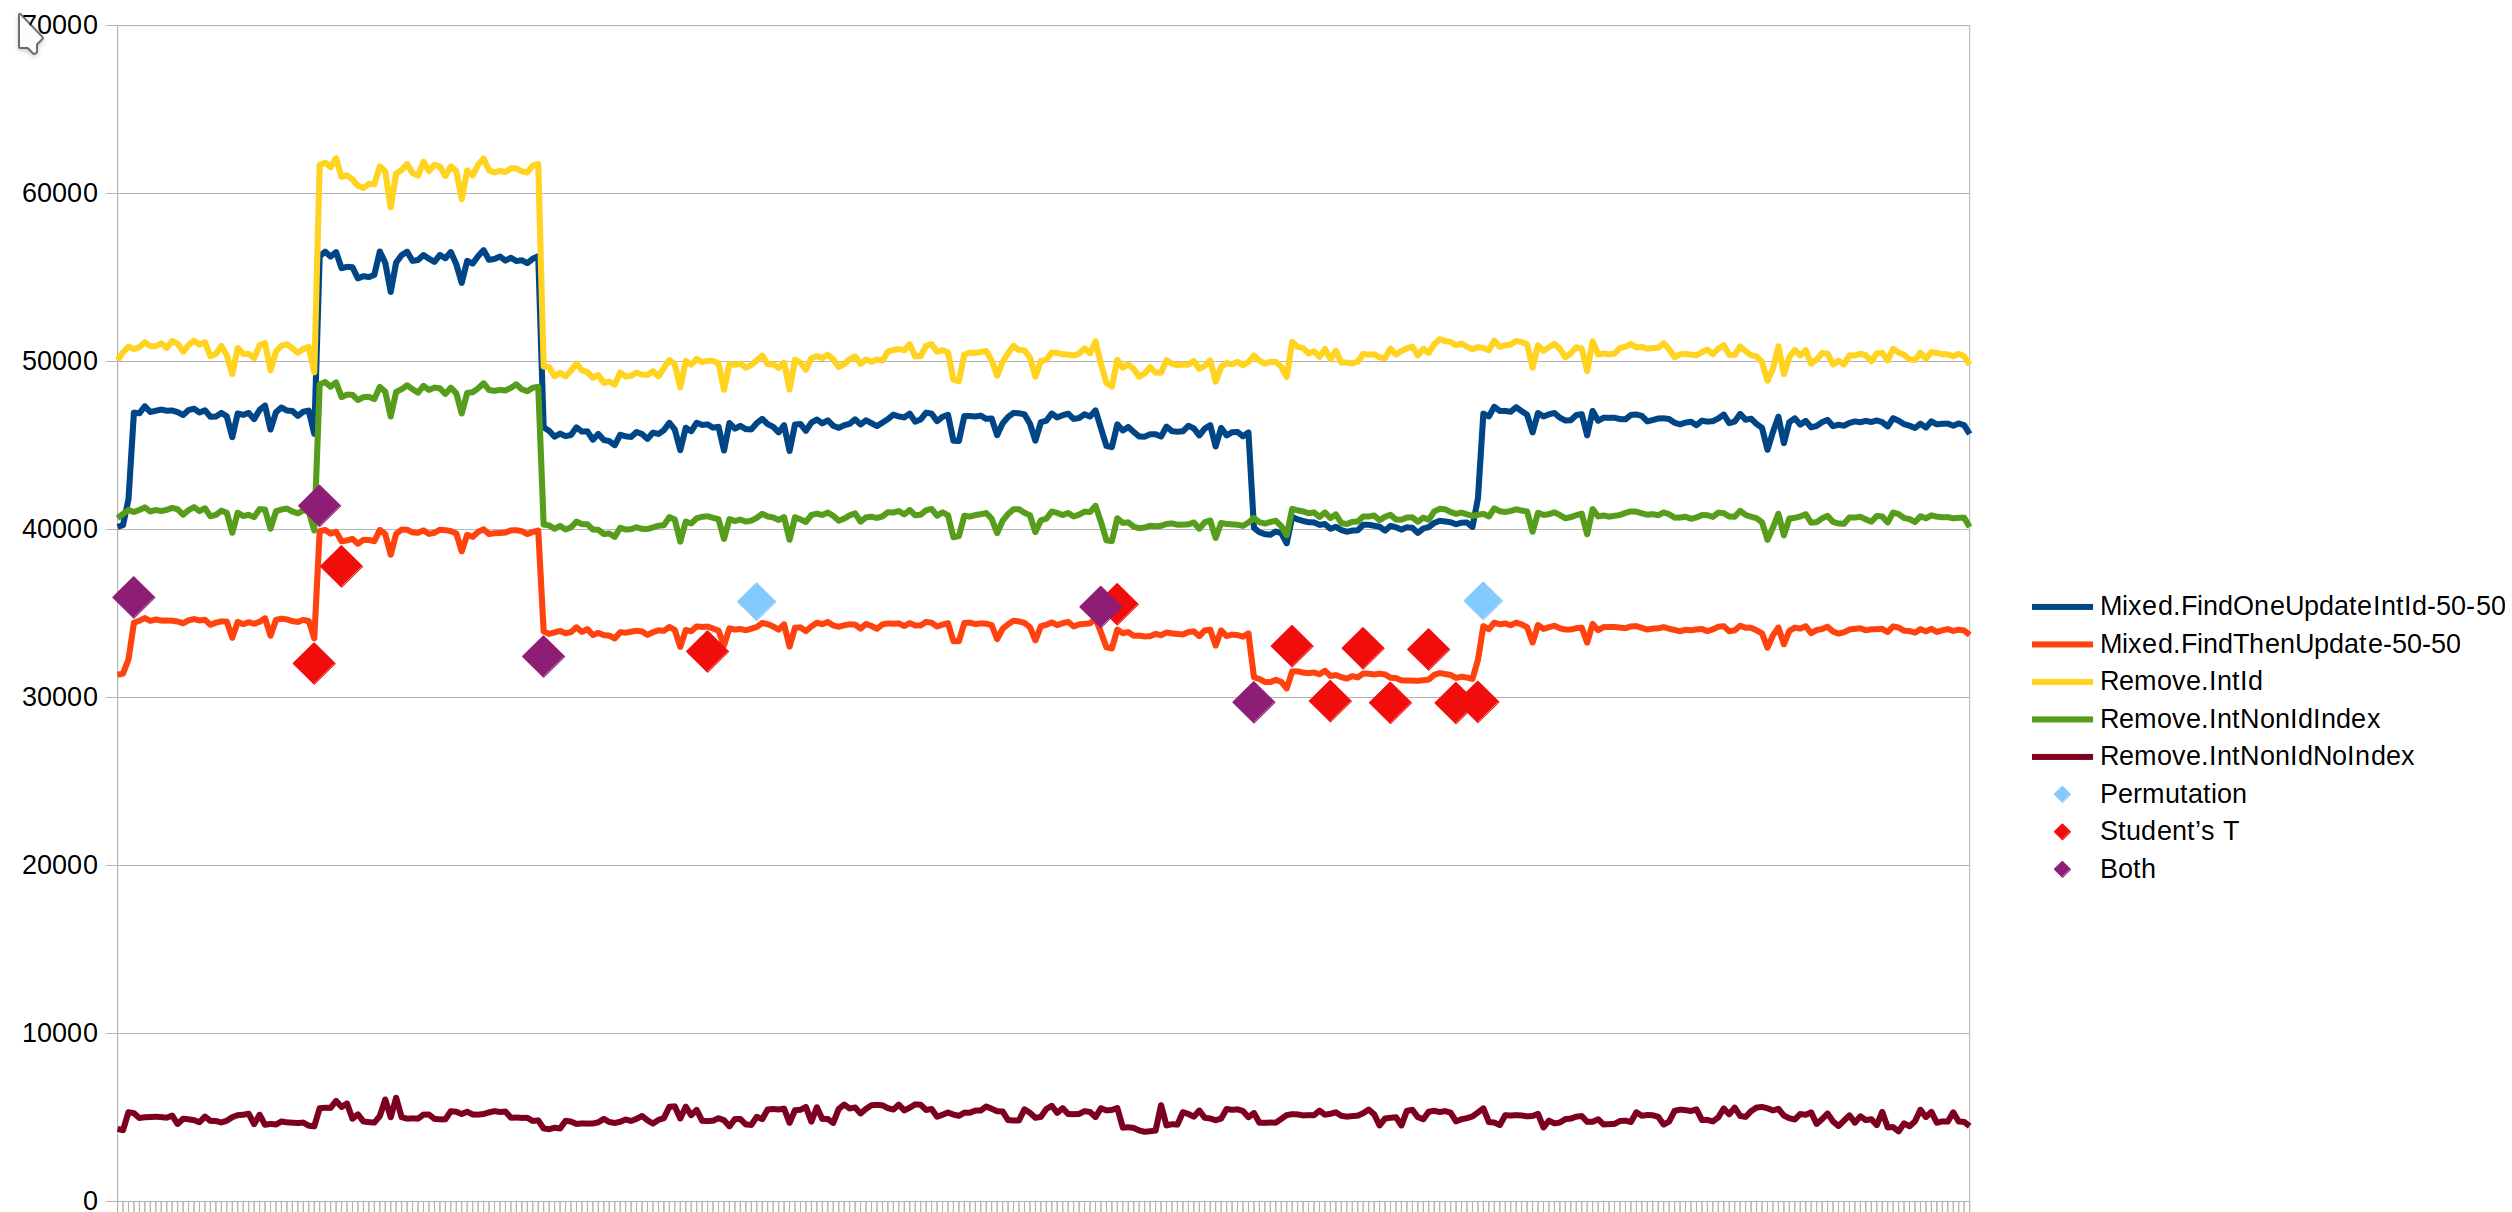 70000
60000
50000
40000
30000
20000
10000
0
Mixed.FindOneUpdateIntId-50-50
Mixed.FindThenUpdate-50-50
Remove.IntId
Remove.IntNonIdIndex
Remove.IntNonIdNoIndex
Permutation
Student’s T
Both